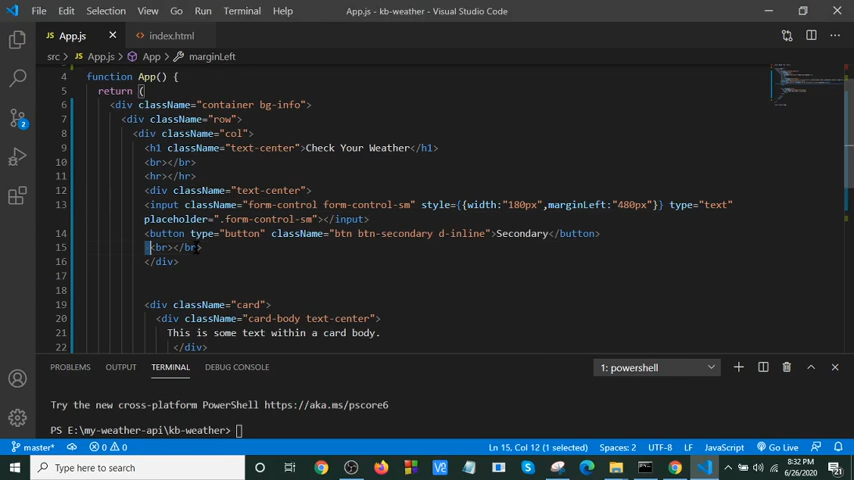 File Edit Selection View Go Run Terminal Help App.js - kb-weather - Visual Studio Code
App.js index.html
src > App.js > App > marginLeft
4 function App() {
5 return (
6 <div className="container bg-info">
7 <div className="row">
8 <div className="col">
9 <h1 className="text-center">Check Your Weather</h1>
10 <br></br>
11 <hr></hr>
12 <div className="text-center">
13 <input className="form-control form-control-sm" style={{width:"180px",marginLeft:"480px"}} type="text"
placeholder=".form-control-sm"></input>
14 <button type="button" className="btn btn-secondary d-inline">Secondary</button>
15 <br></br>
16 </div>
17
18
19 <div className="card">
20 <div className="card-body text-center">
21 This is some text within a card body.
22 </div>
2
PROBLEMS OUTPUT TERMINAL DEBUG CONSOLE 1: powershell
Try the new cross-platform PowerShell https://aka.ms/pscore6
PS E:\my-weather-api\kb-weather>
master* 0 0 Ln 15, Col 12 (1 selected) Spaces: 2 UTF-8 LF JavaScript Go Live
Type here to search
8:32 PM
6/26/2020
21